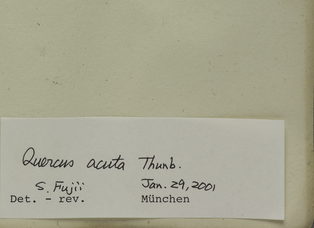 Quercus acuta Thunb.
S. Fujii Jan. 29, 2001
Det. - rev. München